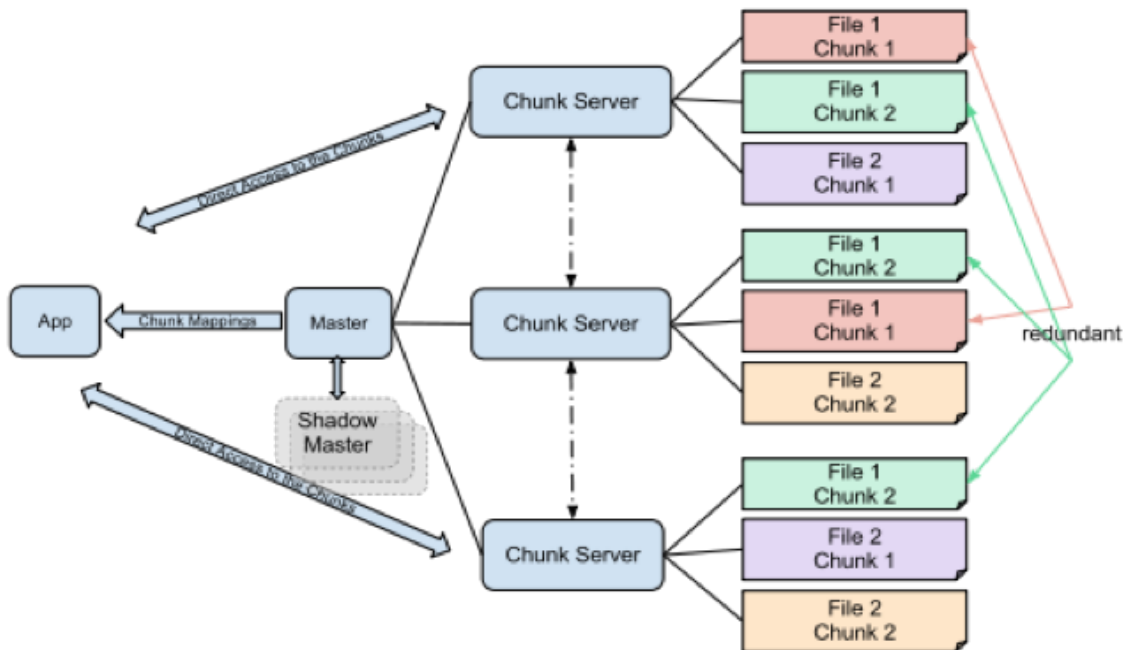 File 1
Chunk 1
Chunk Server
File 1
Chunk 2
Direct Access to the Chunks
File 2
Chunk 1
File 1
Chunk 2
App
Chunk Mappings
Master
Chunk Server
File 1
Chunk 1
redundant
File 2
Chunk 2
Shadow
Master
Direct Access to the Chunks
File 1
Chunk 2
Chunk Server
File 2
Chunk 1
File 2
Chunk 2